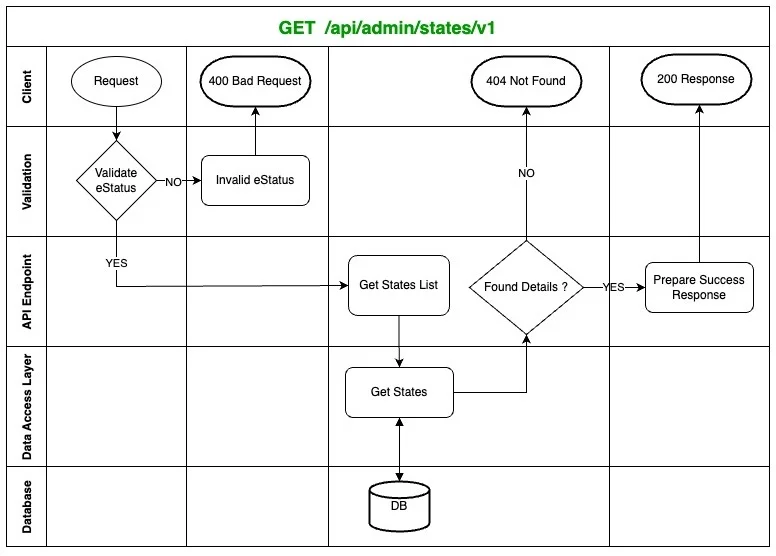 GET /api/admin/states/v1
Client
Request
400 Bad Request
404 Not Found
200 Response
Validation
Validate
eStatus
NO
Invalid eStatus
NO
YES
API Endpoint
Get States List
Found Details ?
YES
Prepare Success
Response
Data Access Layer
Get States
Database
DB